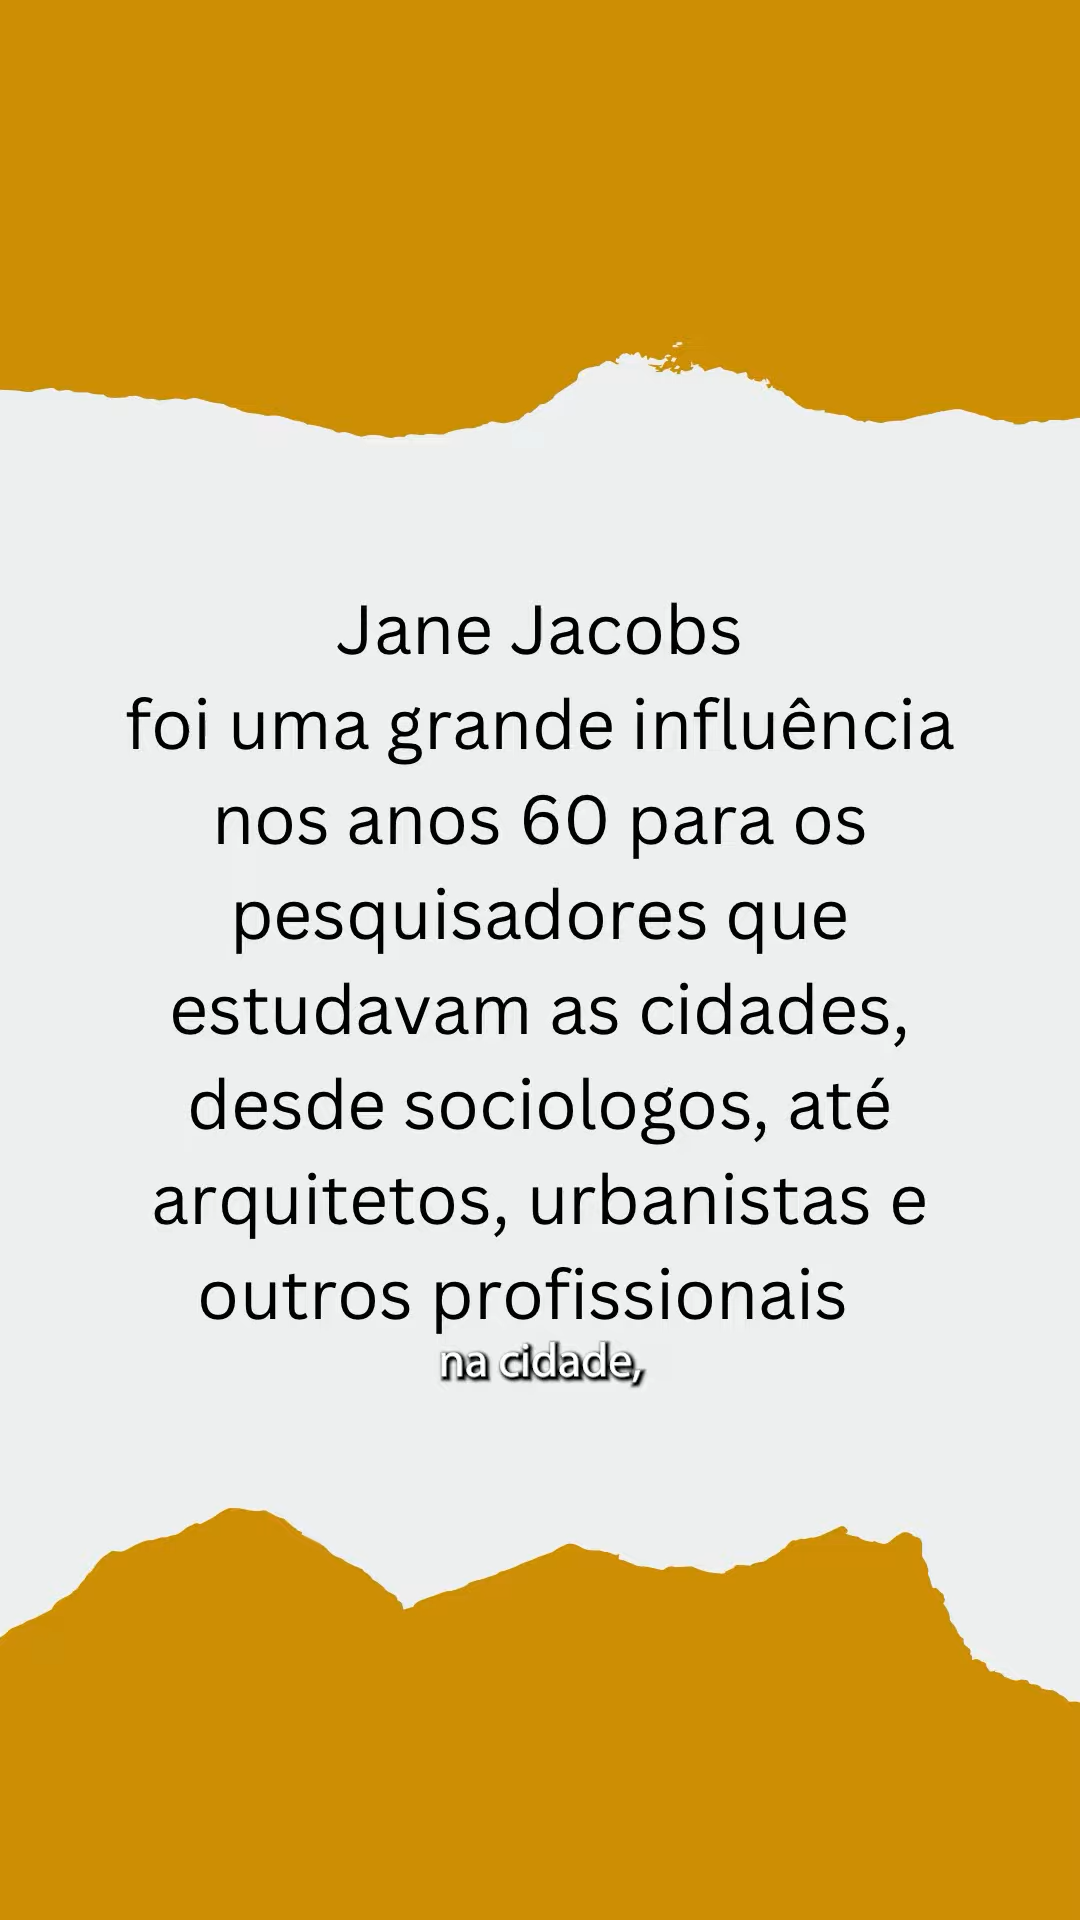 Jane Jacobs
foi uma grande influência
nos anos 60 para os
pesquisadores que
estudavam as cidades,
desde sociologos, até
arquitetos, urbanistas e
outros profissionais
na cidade,